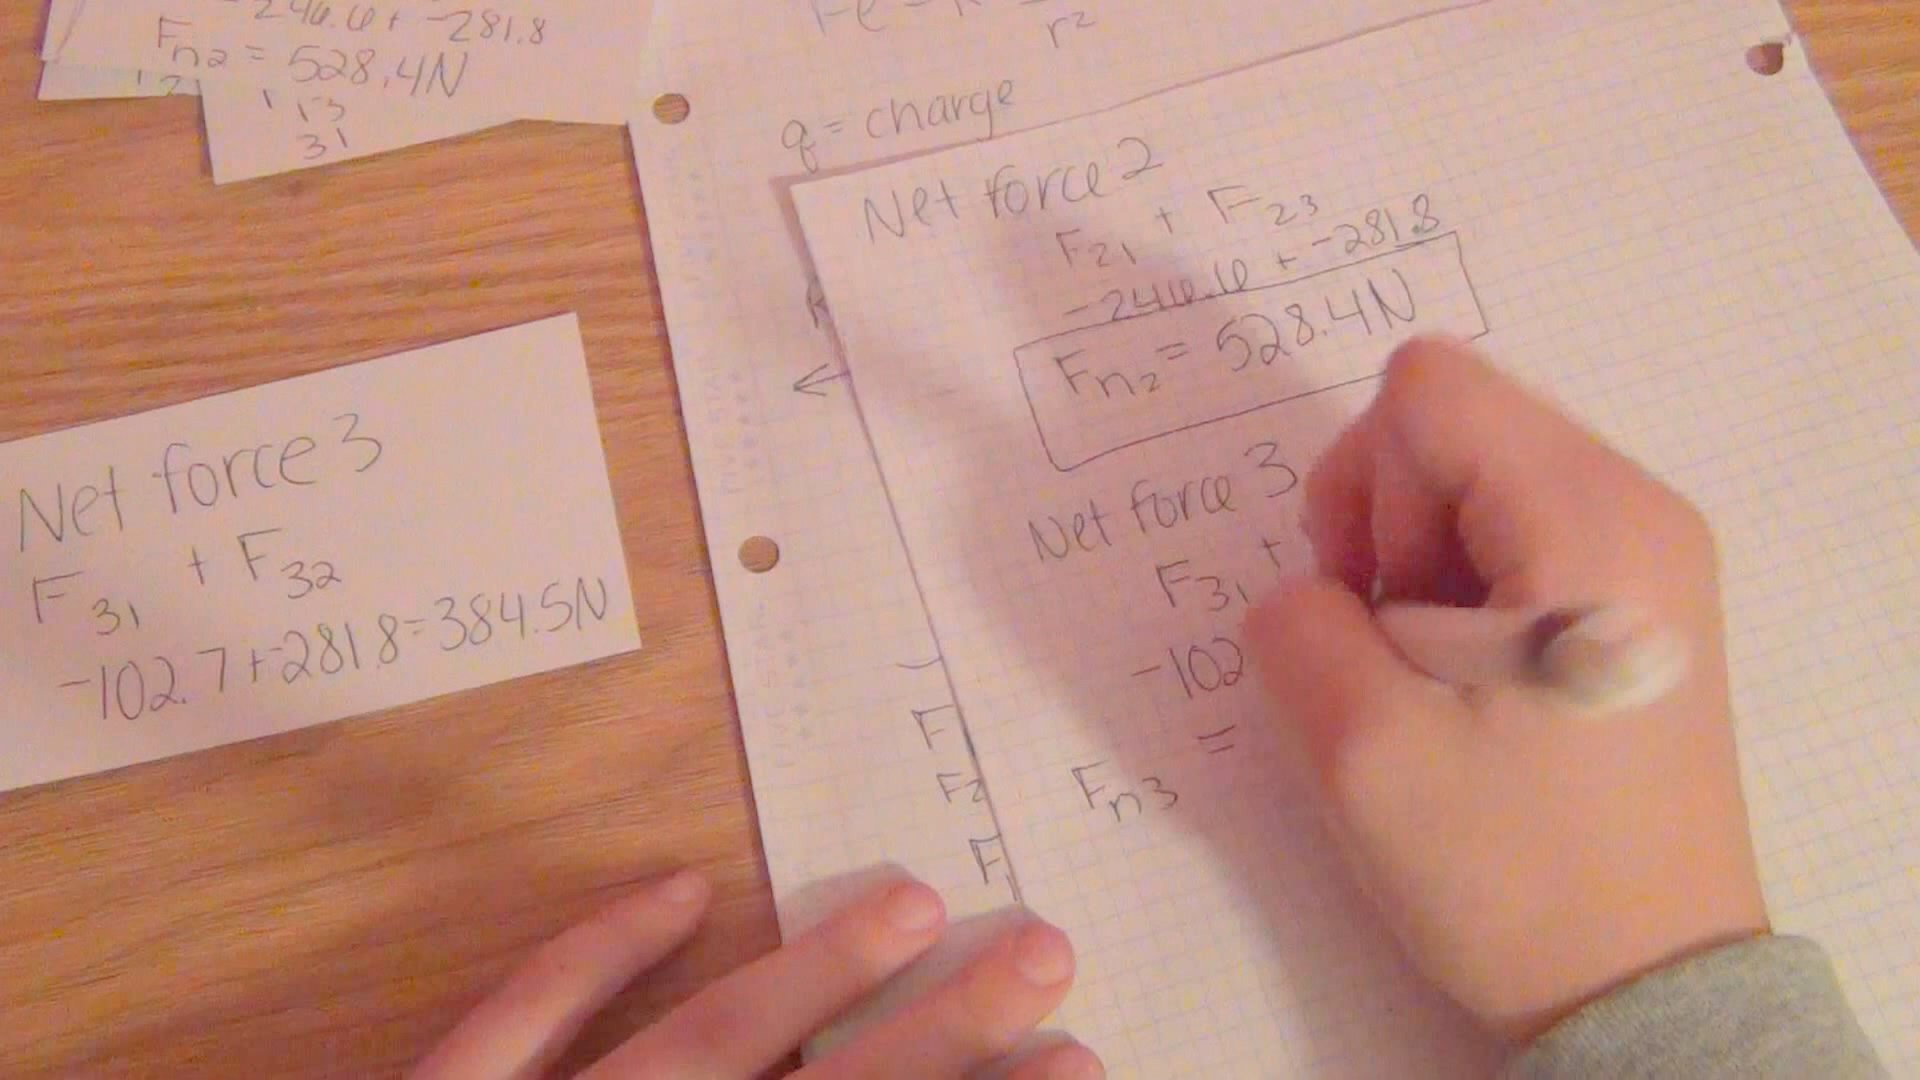 -246.6+ -281.8
Fn2 = 528.4N
13
31
r²
q = charge
Net force 2
F21 + F23
-246.6 + -281.8
Fn2 = 528.4N
Net force 3
F31 +
-102
=
Fn3
F
F2
F
Net force 3
F31 + F32
-102.7+-281.8=384.5N